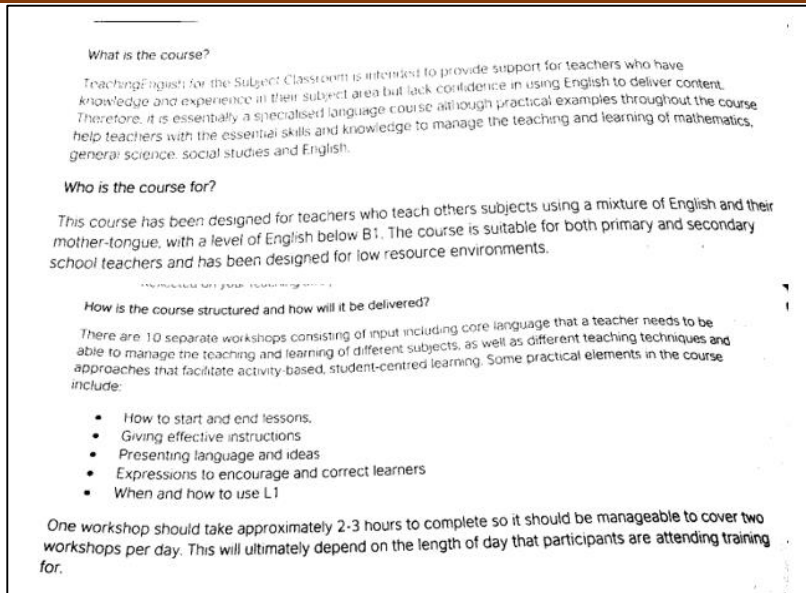 What is the course?
TeachingEnglish for the Subject Classroom is intended to provide support for teachers who have
knowledge and experience in their subject area but lack confidence in using English to deliver content.
Therefore, it is essentially a specialised language course although practical examples throughout the course
help teachers with the essential skills and knowledge to manage the teaching and learning of mathematics,
general science, social studies and English.
Who is the course for?
This course has been designed for teachers who teach others subjects using a mixture of English and their
mother-tongue, with a level of English below B1. The course is suitable for both primary and secondary
school teachers and has been designed for low resource environments.
How is the course structured and how will it be delivered?
There are 10 separate workshops consisting of input including core language that a teacher needs to be
able to manage the teaching and learning of different subjects, as well as different teaching techniques and
approaches that facilitate activity-based, student-centred learning. Some practical elements in the course
include:
• How to start and end lessons.
• Giving effective instructions
• Presenting language and ideas
• Expressions to encourage and correct learners
• When and how to use L1
One workshop should take approximately 2-3 hours to complete so it should be manageable to cover two
workshops per day. This will ultimately depend on the length of day that participants are attending training
for.